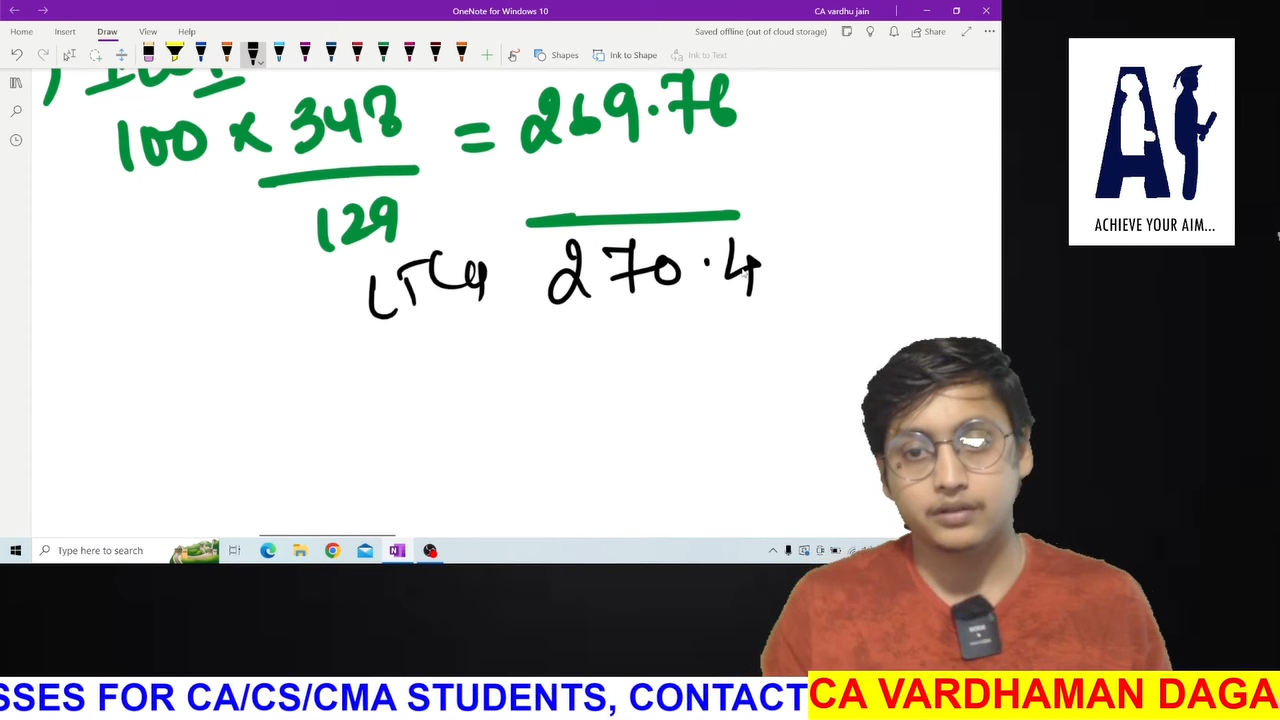 CA vardhu jain
OneNote for Windows 10
Home Insert Draw View Help
Saved offline (out of cloud storage)
Share
Shapes
Ink to Shape
Ink to Text
100 × 348 = 269.76
129
LTCG 270.4
ACHIEVE YOUR AIM...
Type here to search
SSES FOR CA/CS/CMA STUDENTS, CONTACT
CA VARDHAMAN DAGA